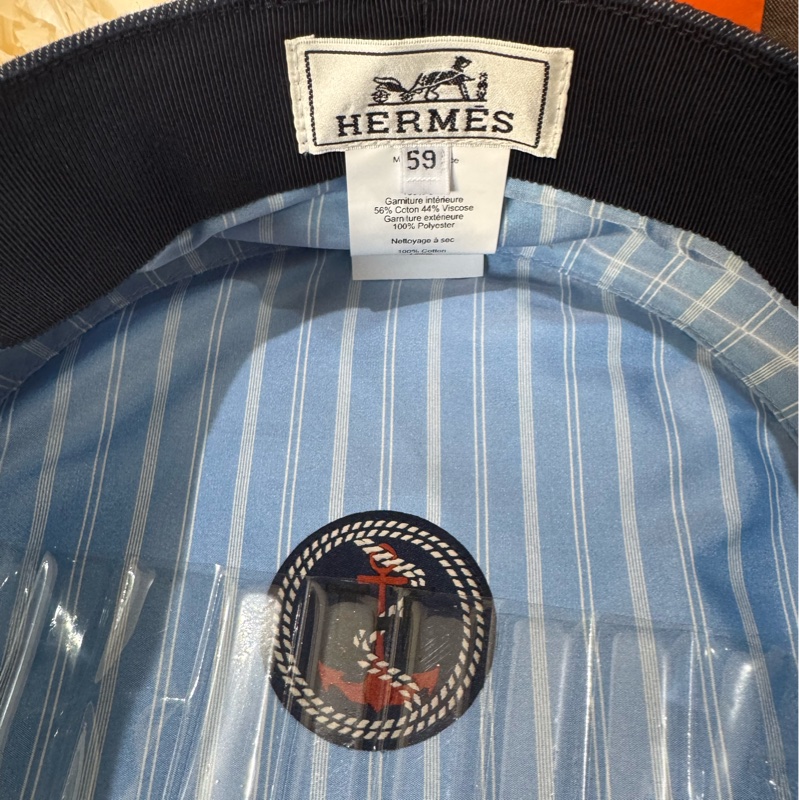 HERMÈS
59
Garniture intérieure
56% Coton 44% Viscose
Garniture extérieure
100% Polyester
Nettoyage à sec
100% Cotton